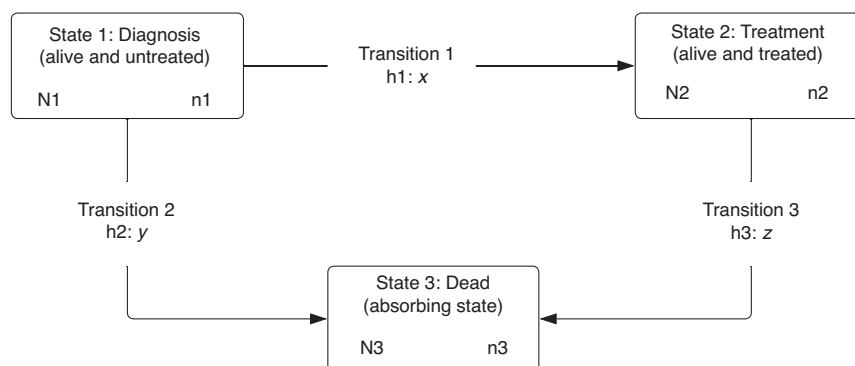 State 1: Diagnosis
(alive and untreated)
N1 n1
Transition 1
h1: x
State 2: Treatment
(alive and treated)
N2 n2
Transition 2
h2: y
Transition 3
h3: z
State 3: Dead
(absorbing state)
N3 n3